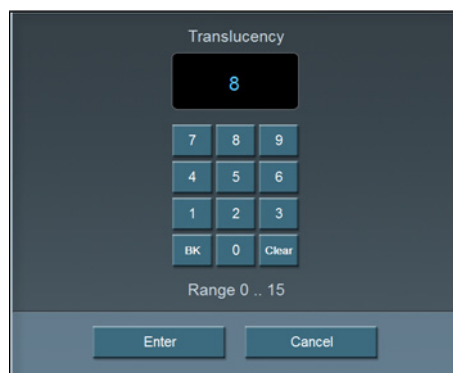 Translucency
8
7 8 9
4 5 6
1 2 3
BK 0 Clear
Range 0 .. 15
Enter Cancel